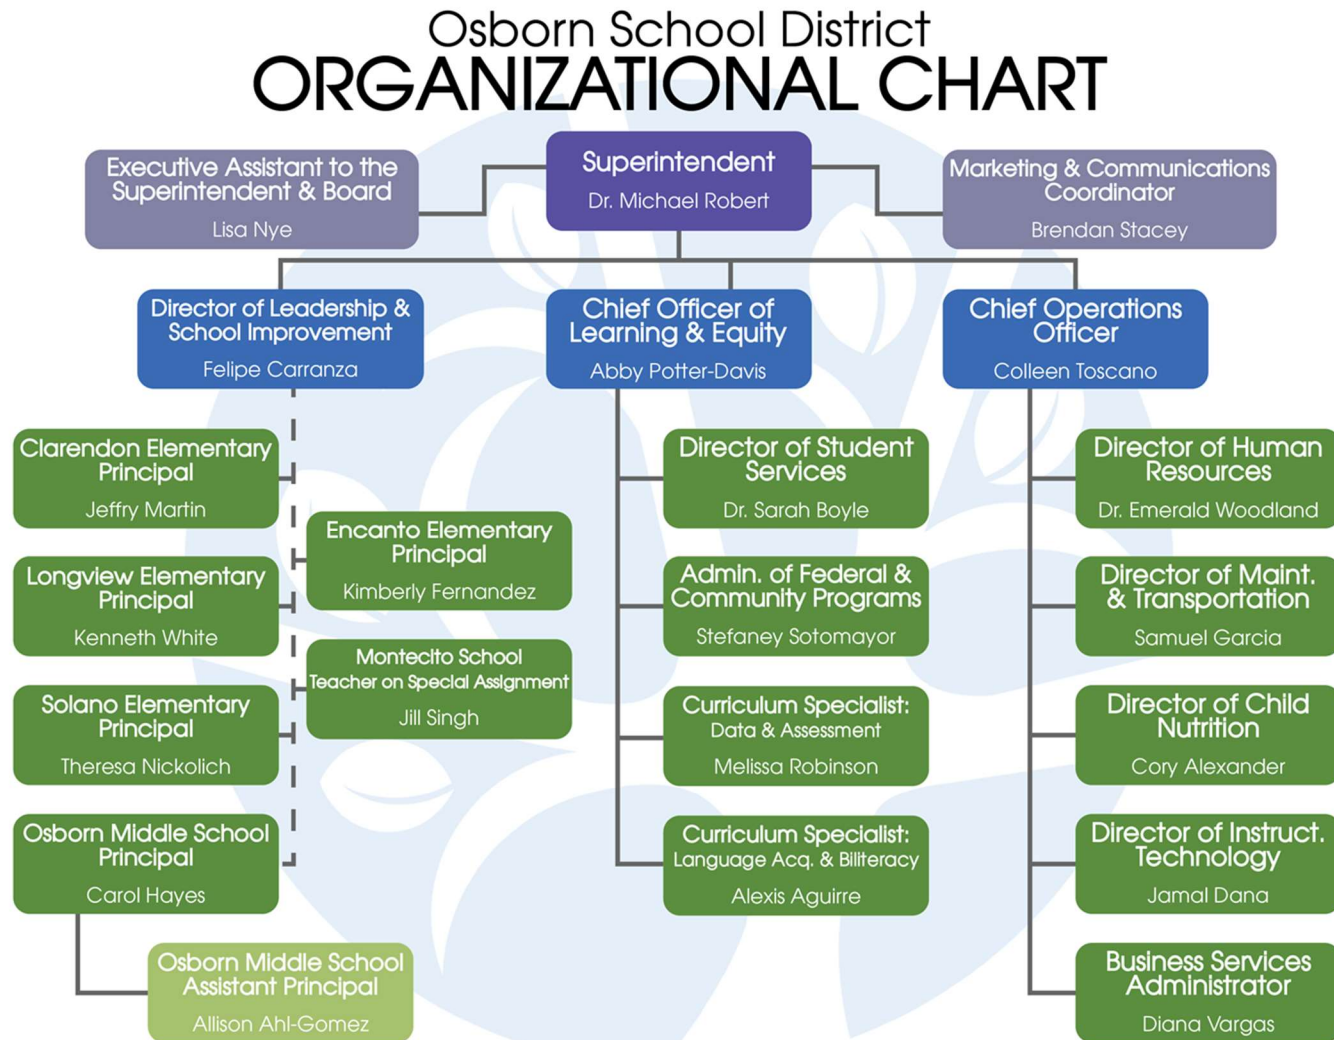 Osborn School District
ORGANIZATIONAL CHART
Executive Assistant to the
Superintendent & Board
Lisa Nye
Superintendent
Dr. Michael Robert
Marketing & Communications
Coordinator
Brendan Stacey
Director of Leadership &
School Improvement
Felipe Carranza
Chief Officer of
Learning & Equity
Abby Potter-Davis
Chief Operations
Officer
Colleen Toscano
Clarendon Elementary
Principal
Jeffry Martin
Encanto Elementary
Principal
Kimberly Fernandez
Longview Elementary
Principal
Kenneth White
Montecito School
Teacher on Special Assignment
Jill Singh
Solano Elementary
Principal
Theresa Nickolich
Osborn Middle School
Principal
Carol Hayes
Osborn Middle School
Assistant Principal
Allison Ahl-Gomez
Director of Student
Services
Dr. Sarah Boyle
Admin. of Federal &
Community Programs
Stefaney Sotomayor
Curriculum Specialist:
Data & Assessment
Melissa Robinson
Curriculum Specialist:
Language Acq. & Biliteracy
Alexis Aguirre
Director of Human
Resources
Dr. Emerald Woodland
Director of Maint.
& Transportation
Samuel Garcia
Director of Child
Nutrition
Cory Alexander
Director of Instruct.
Technology
Jamal Dana
Business Services
Administrator
Diana Vargas